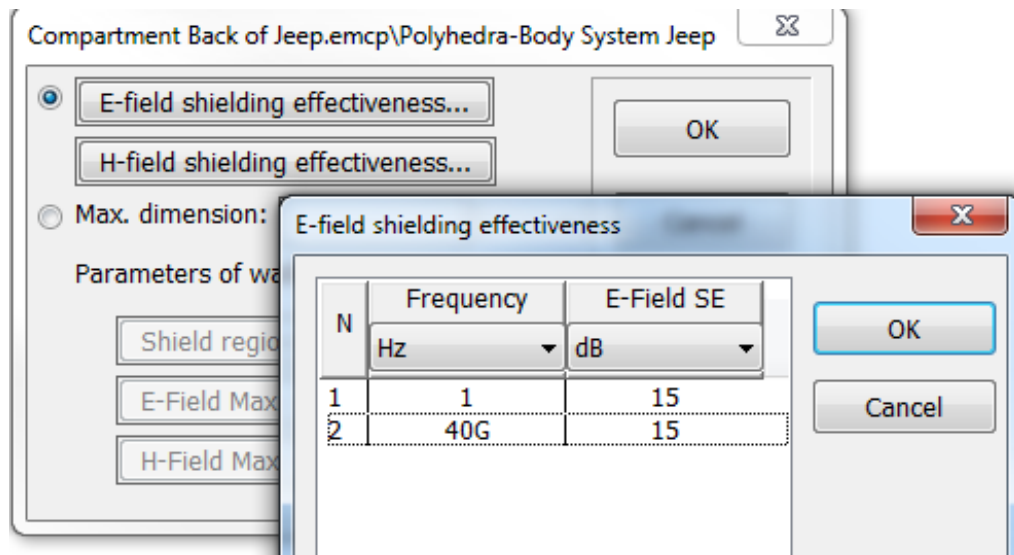 Compartment Back of Jeep.emcp\Polyhedra-Body System Jeep
E-field shielding effectiveness...
OK
H-field shielding effectiveness...
Max. dimension:
Parameters of
Shield
E-Field Max
H-Field Max
E-field shielding effectiveness
Cancel
N Frequency E-Field SE
Hz dB
1 1 15
2 40G 15
OK
Cancel